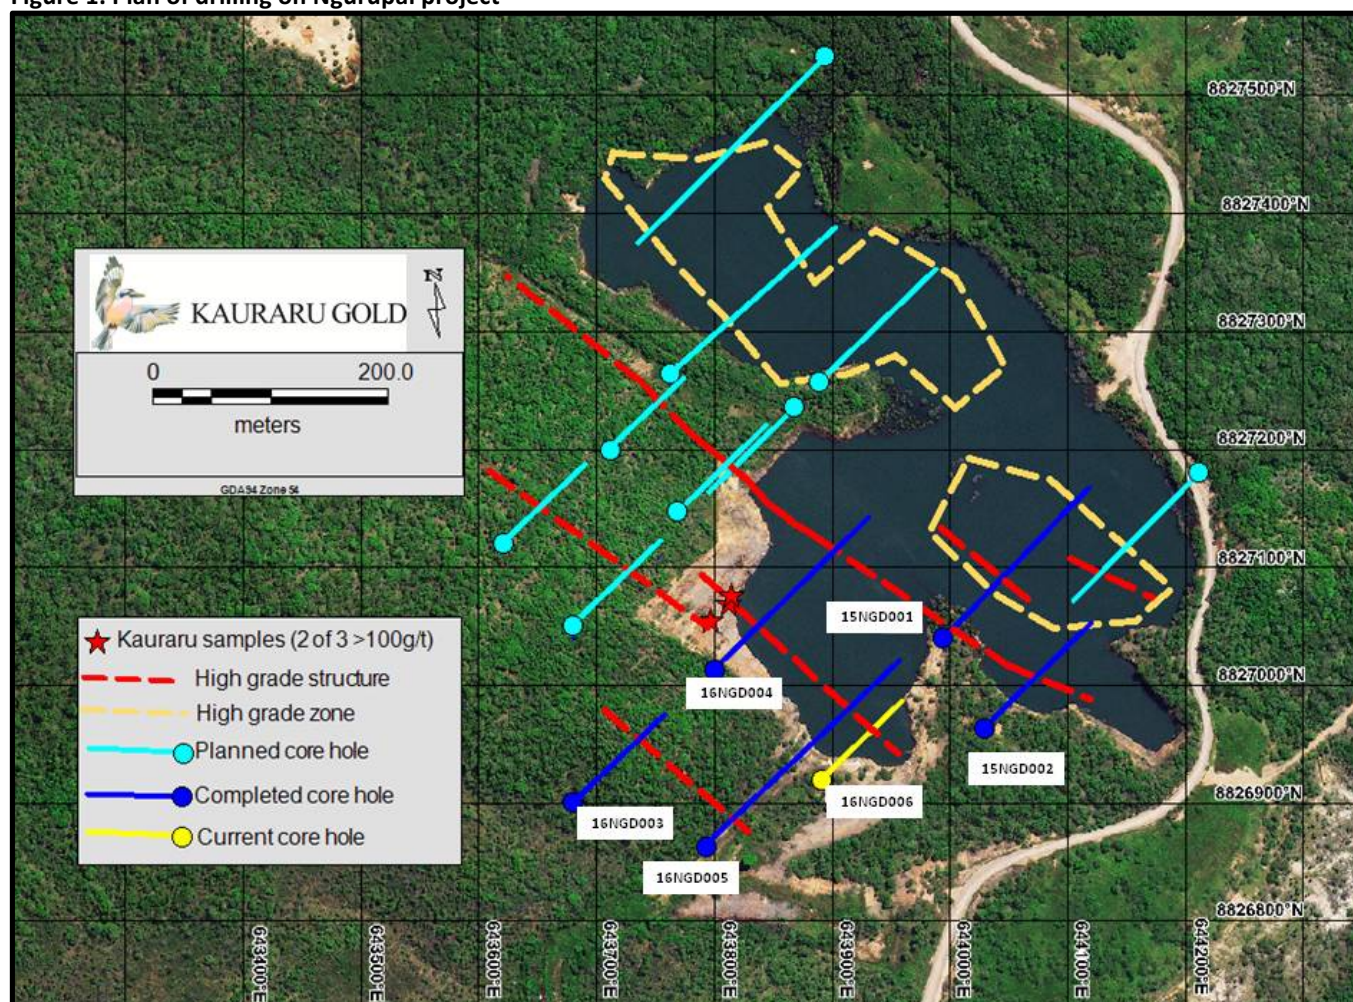 Figure 1: Plan of drilling on Ngurupai project
8827500°N
8827400°N
N
KAURARU GOLD
8827300°N
0 200.0
meters
8827200°N
GDA94 Zone 54
8827100°N
15NGD001
Kauraru samples (2 of 3 >100g/t)
High grade structure
16NGD004
8827000°N
High grade zone
Planned core hole
15NGD002
Completed core hole
16NGD006
8826900°N
16NGD003
Current core hole
16NGD005
8826800°N
643400°E
643500°E
643600°E
643700°E
643800°E
643900°E
644000°E
644100°E
644200°E